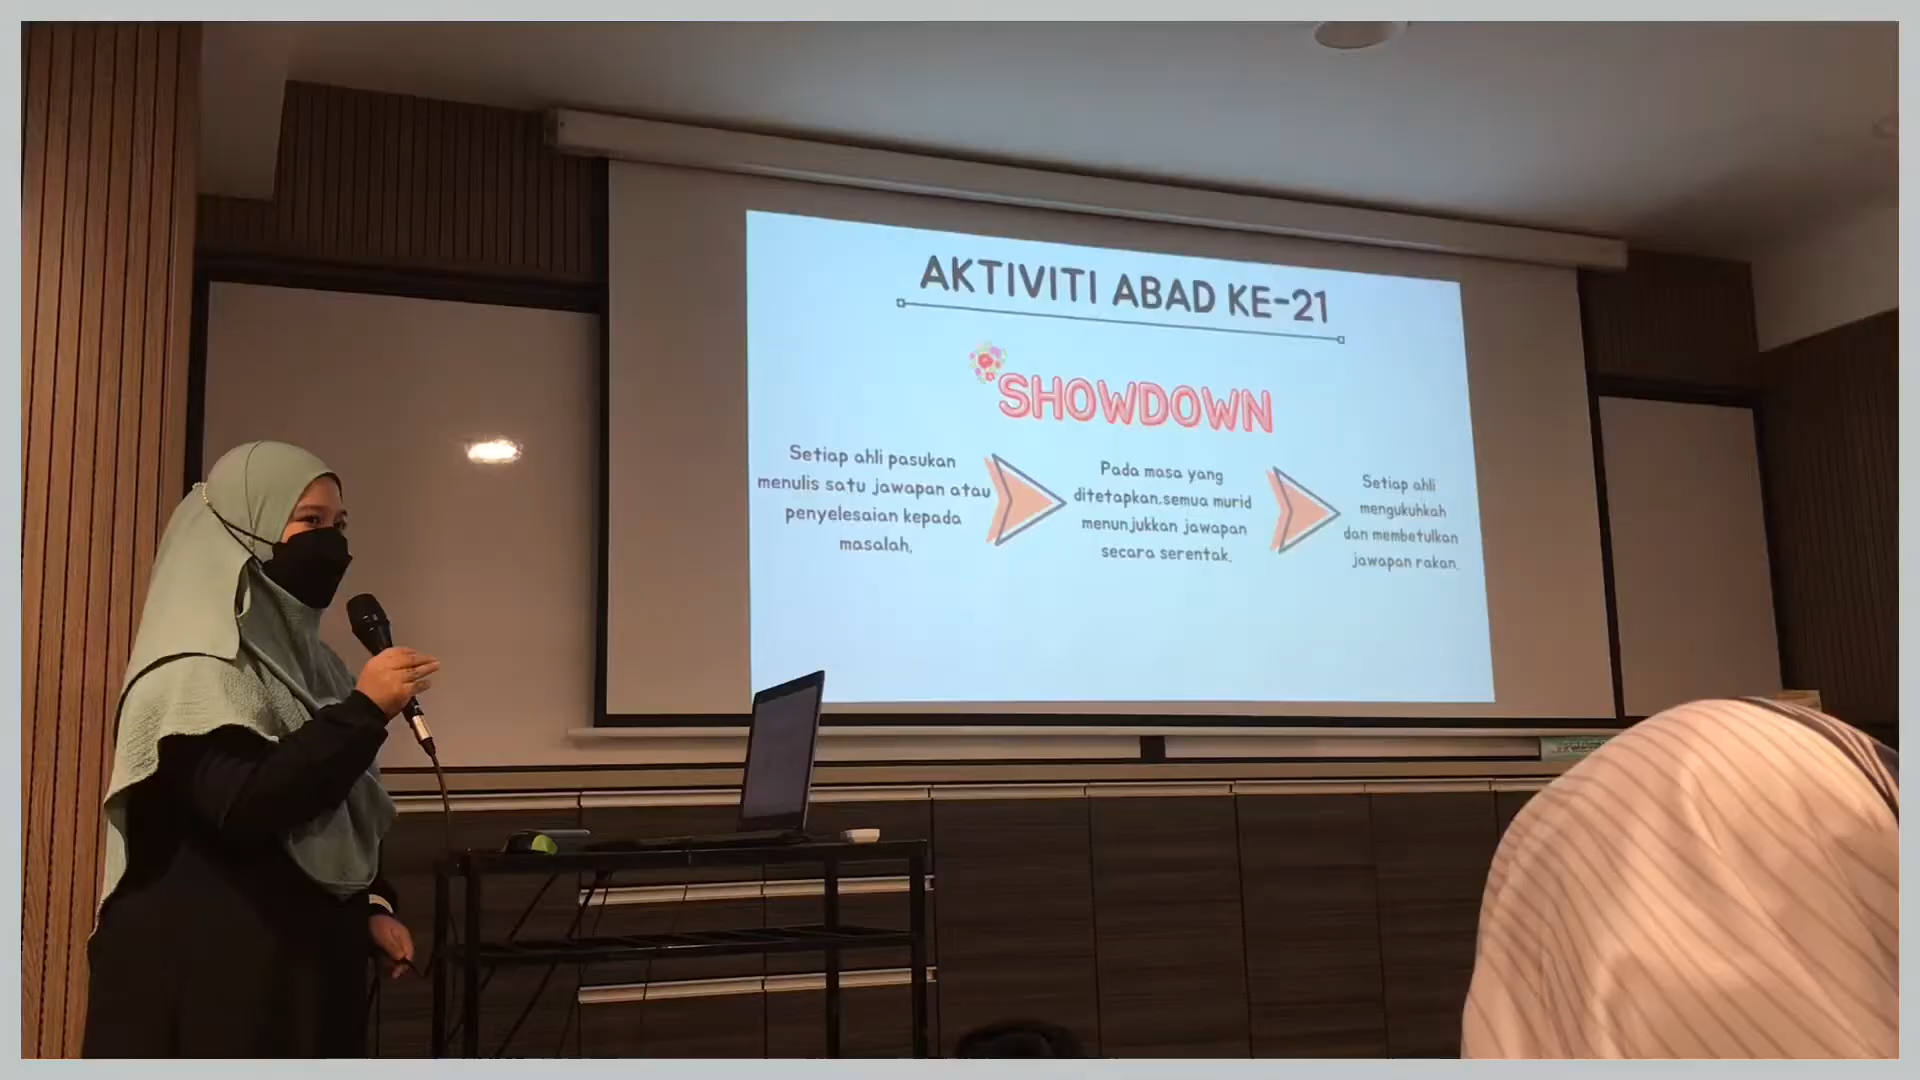 AKTIVITI ABAD KE-21
SHOWDOWN
Setiap ahli pasukan
menulis satu jawapan atau
penyelesaian kepada
masalah.
Pada masa yang
ditetapkan,semua murid
menunjukkan jawapan
secara serentak.
Setiap ahli
mengukuhkah
dan membetulkan
jawapan rakan.